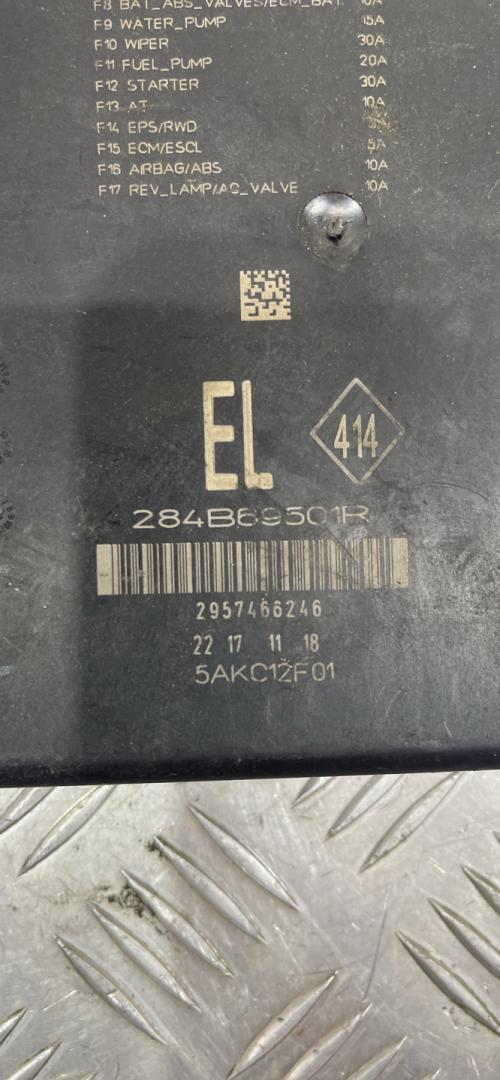 F8 BAT_ABS_VALVES/ECM_BAT 10A
F9 WATER_PUMP 15A
F10 WIPER 30A
F11 FUEL_PUMP 20A
F12 STARTER 30A
F13 AT 10A
F14 EPS/RWD
F15 ECM/ESCL 5A
F16 AIRBAG/ABS 10A
F17 REV_LAMP/AC_VALVE 10A
EL 414
284B69501R
2957466246
22 17 11 18
5AKC12F01